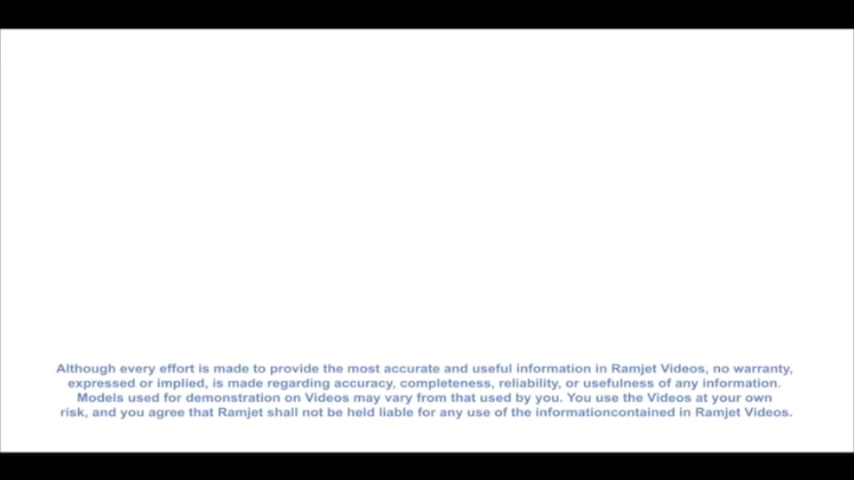 Although every effort is made to provide the most accurate and useful information in Ramjet Videos, no warranty,
expressed or implied, is made regarding accuracy, completeness, reliability, or usefulness of any information.
Models used for demonstration on Videos may vary from that used by you. You use the Videos at your own
risk, and you agree that Ramjet shall not be held liable for any use of the informationcontained in Ramjet Videos.